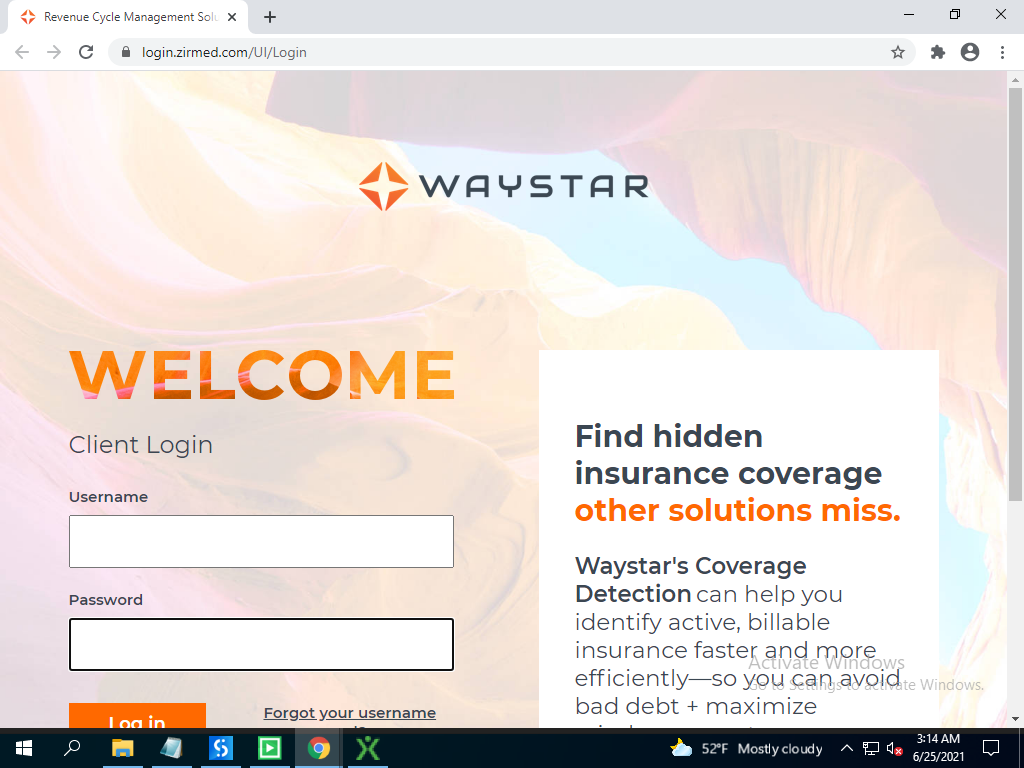 Revenue Cycle Management Solu
login.zirmed.com/UI/Login
WAYSTAR
WELCOME
Client Login
Username
Password
Log in
Forgot your username
Find hidden
insurance coverage
other solutions miss.
Waystar's Coverage
Detection can help you
identify active, billable
insurance faster and more
efficiently—so you can avoid
bad debt + maximize
Activate Windows
Go to Settings to activate Windows.
52°F Mostly cloudy
3:14 AM
6/25/2021